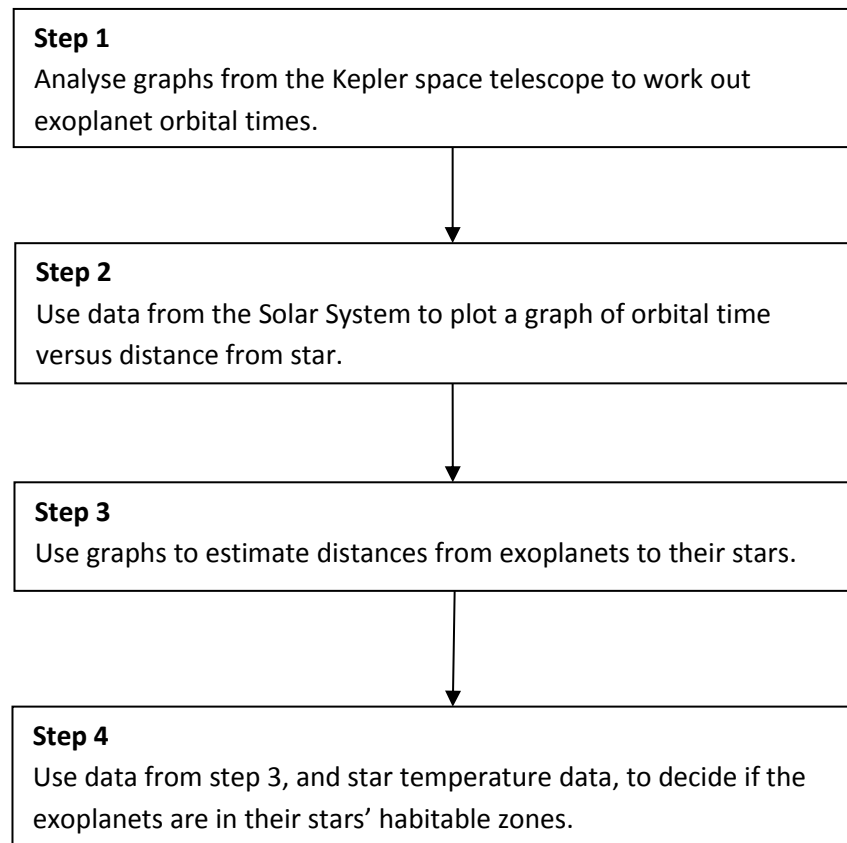 Step 1
Analyse graphs from the Kepler space telescope to work out
exoplanet orbital times.
Step 2
Use data from the Solar System to plot a graph of orbital time
versus distance from star.
Step 3
Use graphs to estimate distances from exoplanets to their stars.
Step 4
Use data from step 3, and star temperature data, to decide if the
exoplanets are in their stars’ habitable zones.